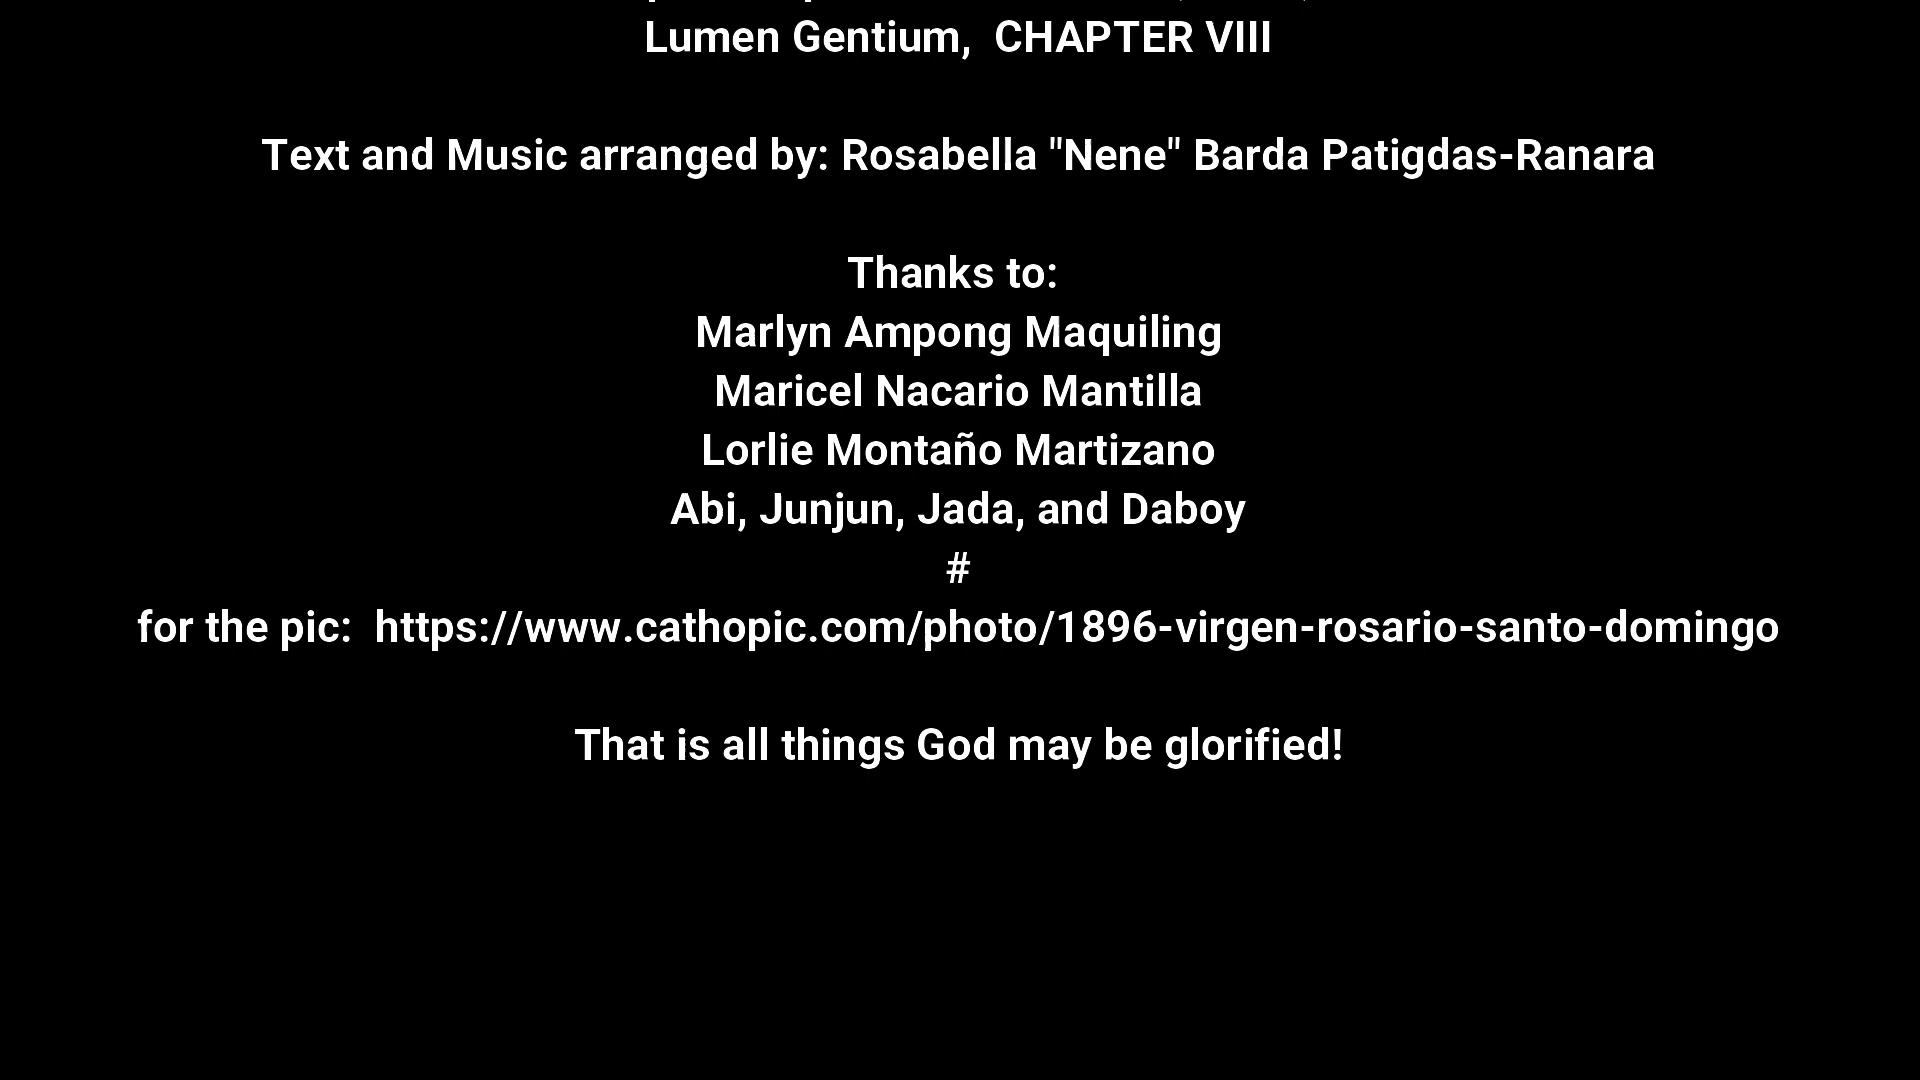 Lumen Gentium,  CHAPTER VIII
Text and Music arranged by: Rosabella "Nene" Barda Patigdas-Ranara
Thanks to:
Marlyn Ampong Maquiling
Maricel Nacario Mantilla
Lorlie Montaño Martizano
Abi, Junjun, Jada, and Daboy
#
for the pic:  https://www.cathopic.com/photo/1896-virgen-rosario-santo-domingo
That is all things God may be glorified!